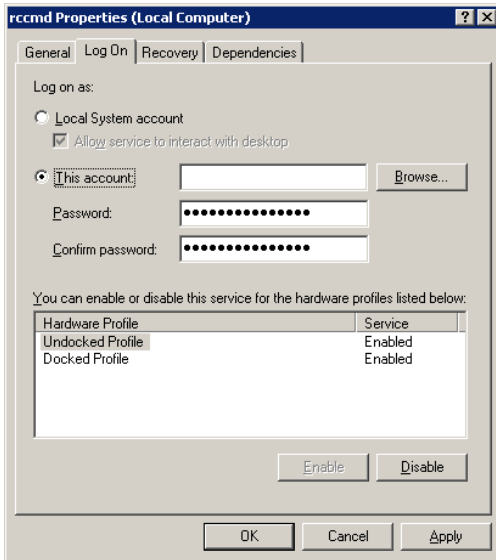 rccmd Properties (Local Computer)
General Log On Recovery Dependencies
Log on as:
Local System account
Allow service to interact with desktop
This account:
Browse...
Password: •••••••••••••••
Confirm password: •••••••••••••••
You can enable or disable this service for the hardware profiles listed below:
Hardware Profile Service
Undocked Profile Enabled
Docked Profile Enabled
Enable Disable
OK Cancel Apply